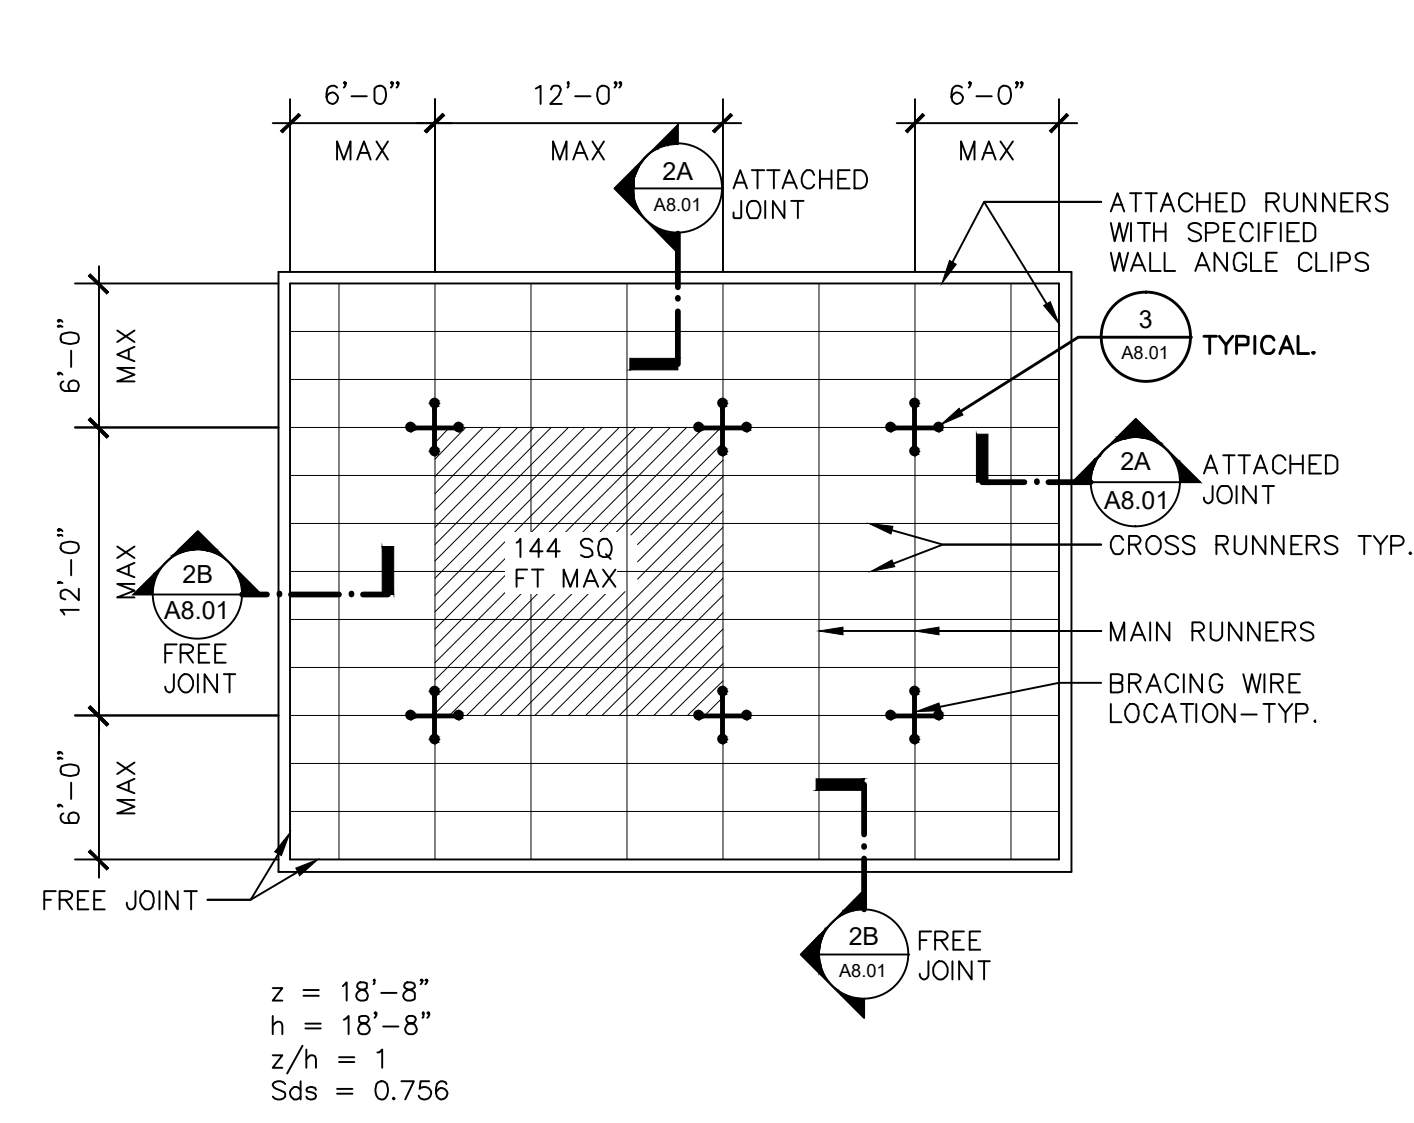 6'-0"
12'-0"
6'-0"
MAX
MAX
MAX
2A
A8.01
ATTACHED
JOINT
ATTACHED RUNNERS
WITH SPECIFIED
WALL ANGLE CLIPS
3
A8.01
TYPICAL.
6'-0"
MAX
2A
A8.01
ATTACHED
JOINT
144 SQ
FT MAX
CROSS RUNNERS TYP.
12'-0"
MAX
2B
A8.01
FREE
JOINT
MAIN RUNNERS
BRACING WIRE
LOCATION-TYP.
6'-0"
MAX
FREE JOINT
2B
A8.01
FREE
JOINT
z = 18'-8"
h = 18'-8"
z/h = 1
Sds = 0.756